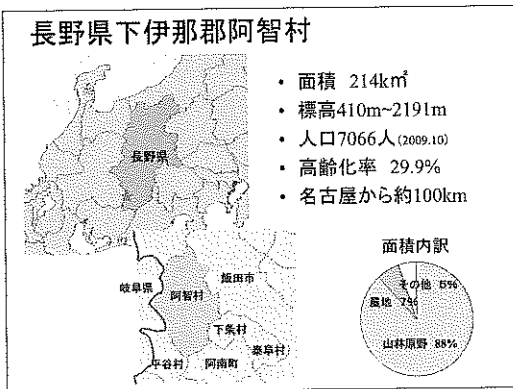 長野県下伊那郡阿智村
・ 面積 214k㎡
・ 標高410m~2191m
・ 人口7066人(2009.10)
・ 高齢化率 29.9%
・ 名古屋から約100km
長野県
岐阜県
阿智村
飯田市
下条村
泰阜村
平谷村
阿南町
面積内訳
その他 5%
農地 7%
山林原野 88%